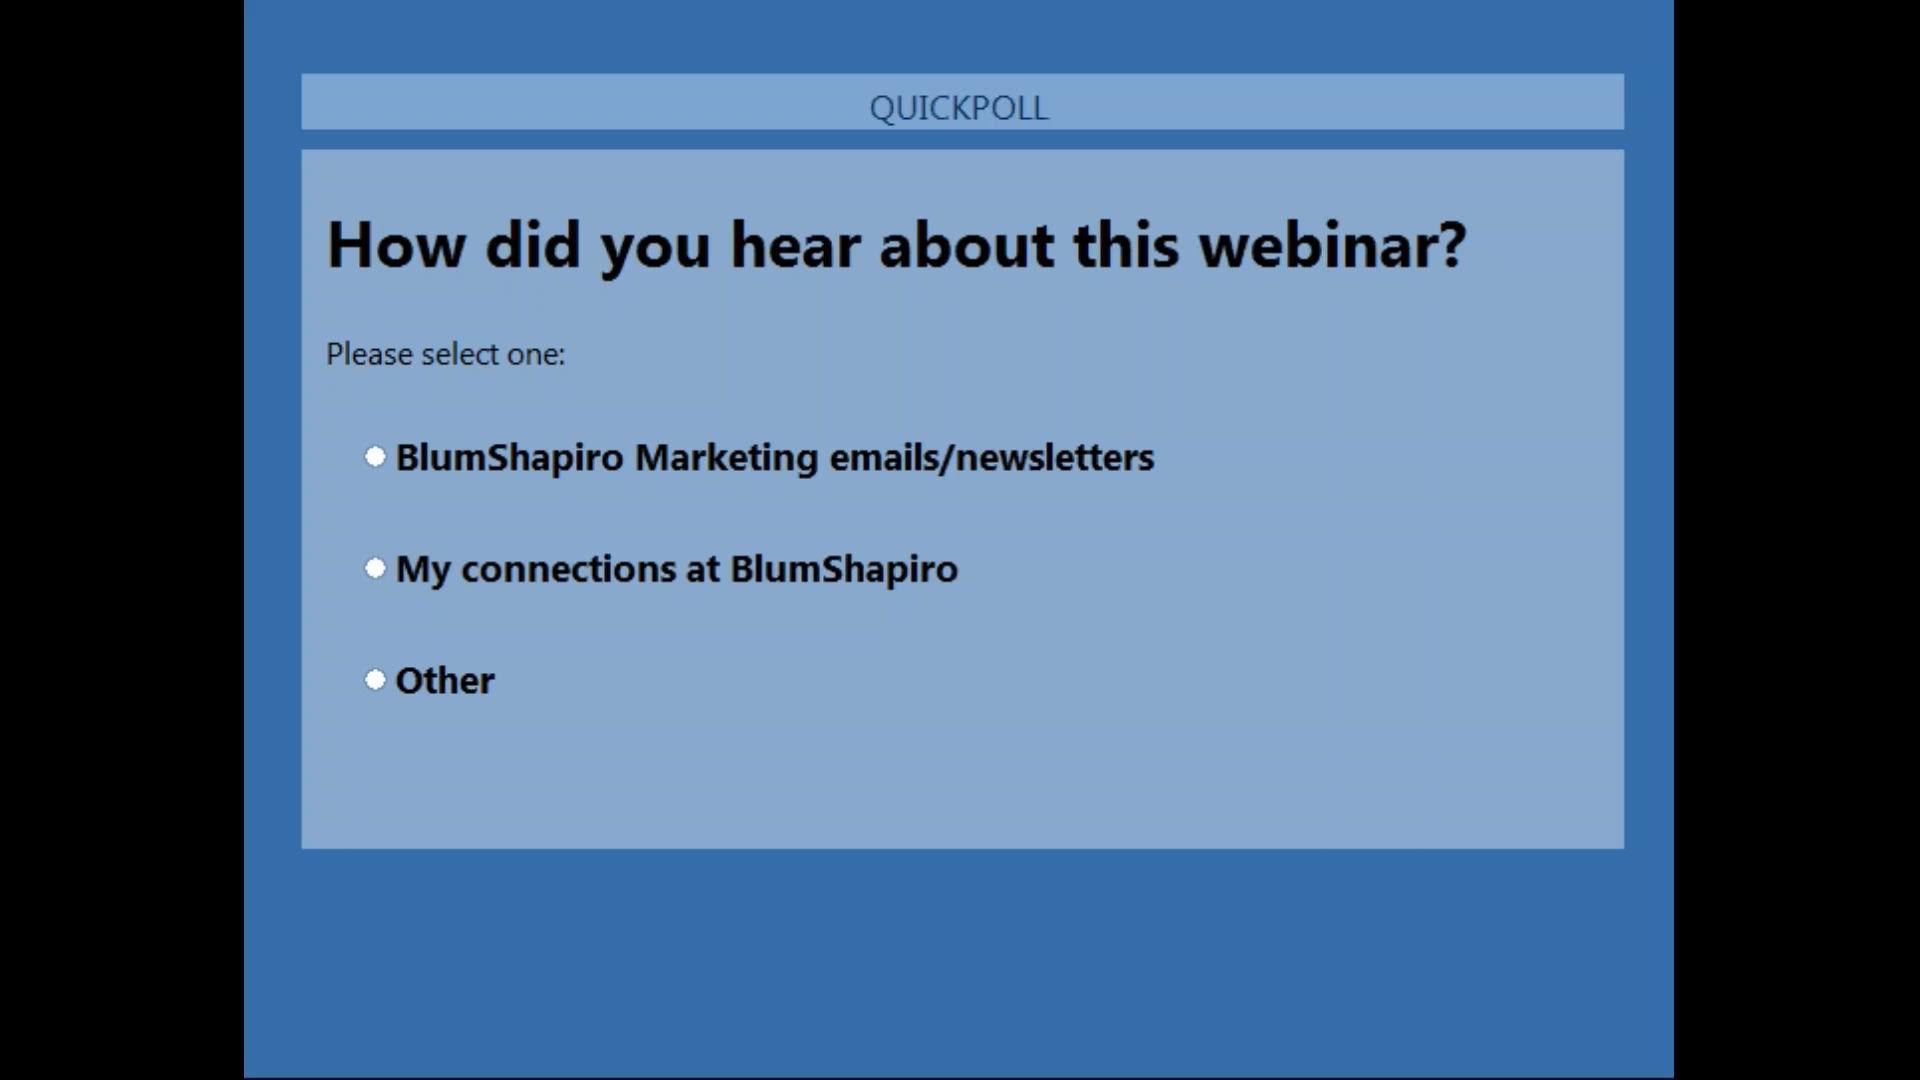 QUICKPOLL
How did you hear about this webinar?
Please select one:
BlumShapiro Marketing emails/newsletters
My connections at BlumShapiro
Other